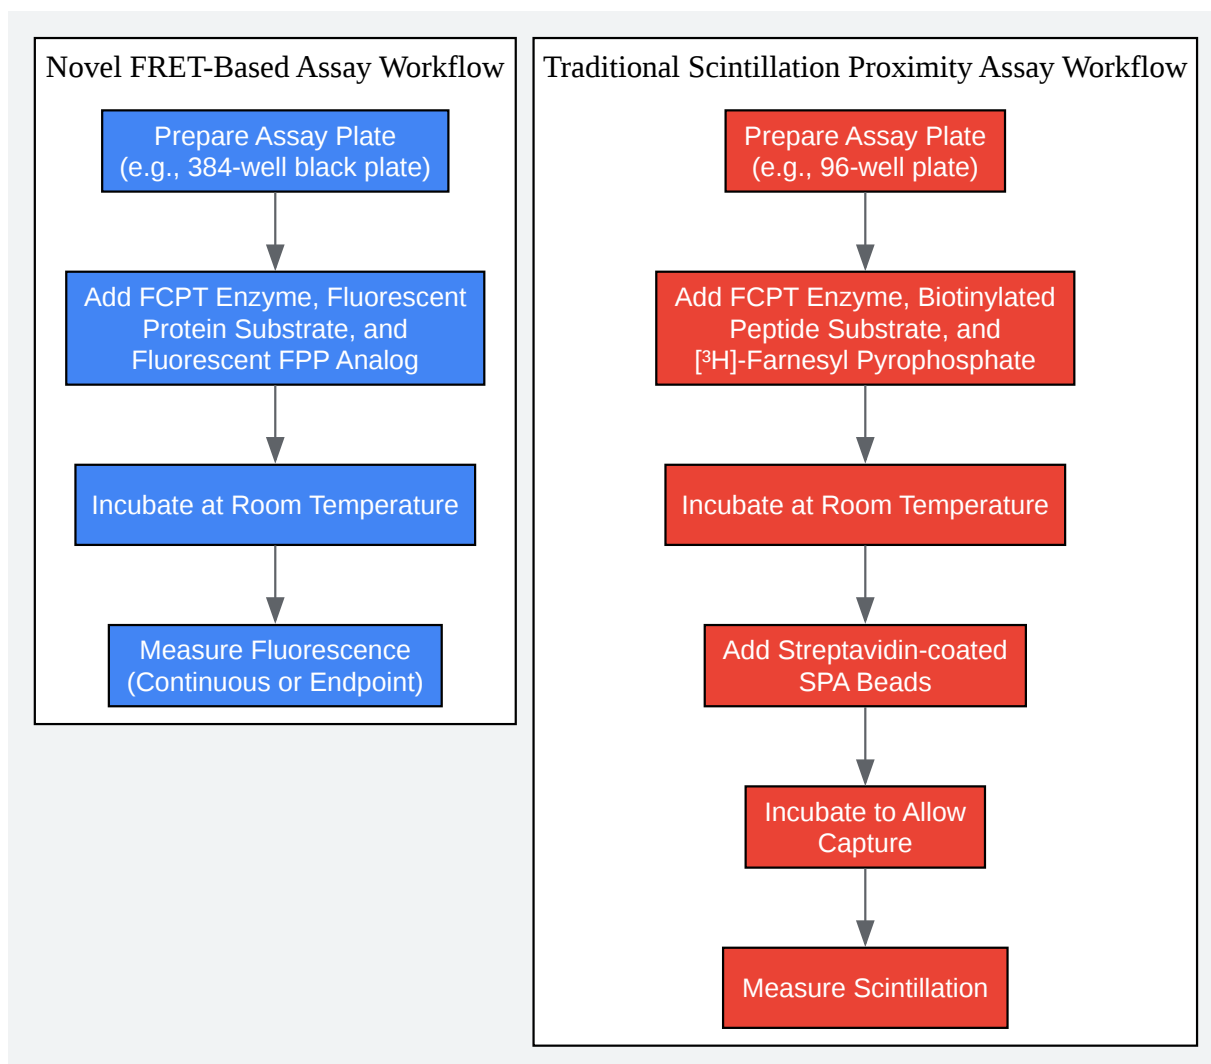 Novel FRET-Based Assay Workflow
Prepare Assay Plate
(e.g., 384-well black plate)
Add FCPT Enzyme, Fluorescent
Protein Substrate, and
Fluorescent FPP Analog
Incubate at Room Temperature
Measure Fluorescence
(Continuous or Endpoint)
Traditional Scintillation Proximity Assay Workflow
Prepare Assay Plate
(e.g., 96-well plate)
Add FCPT Enzyme, Biotinylated
Peptide Substrate, and
[³H]-Farnesyl Pyrophosphate
Incubate at Room Temperature
Add Streptavidin-coated
SPA Beads
Incubate to Allow
Capture
Measure Scintillation